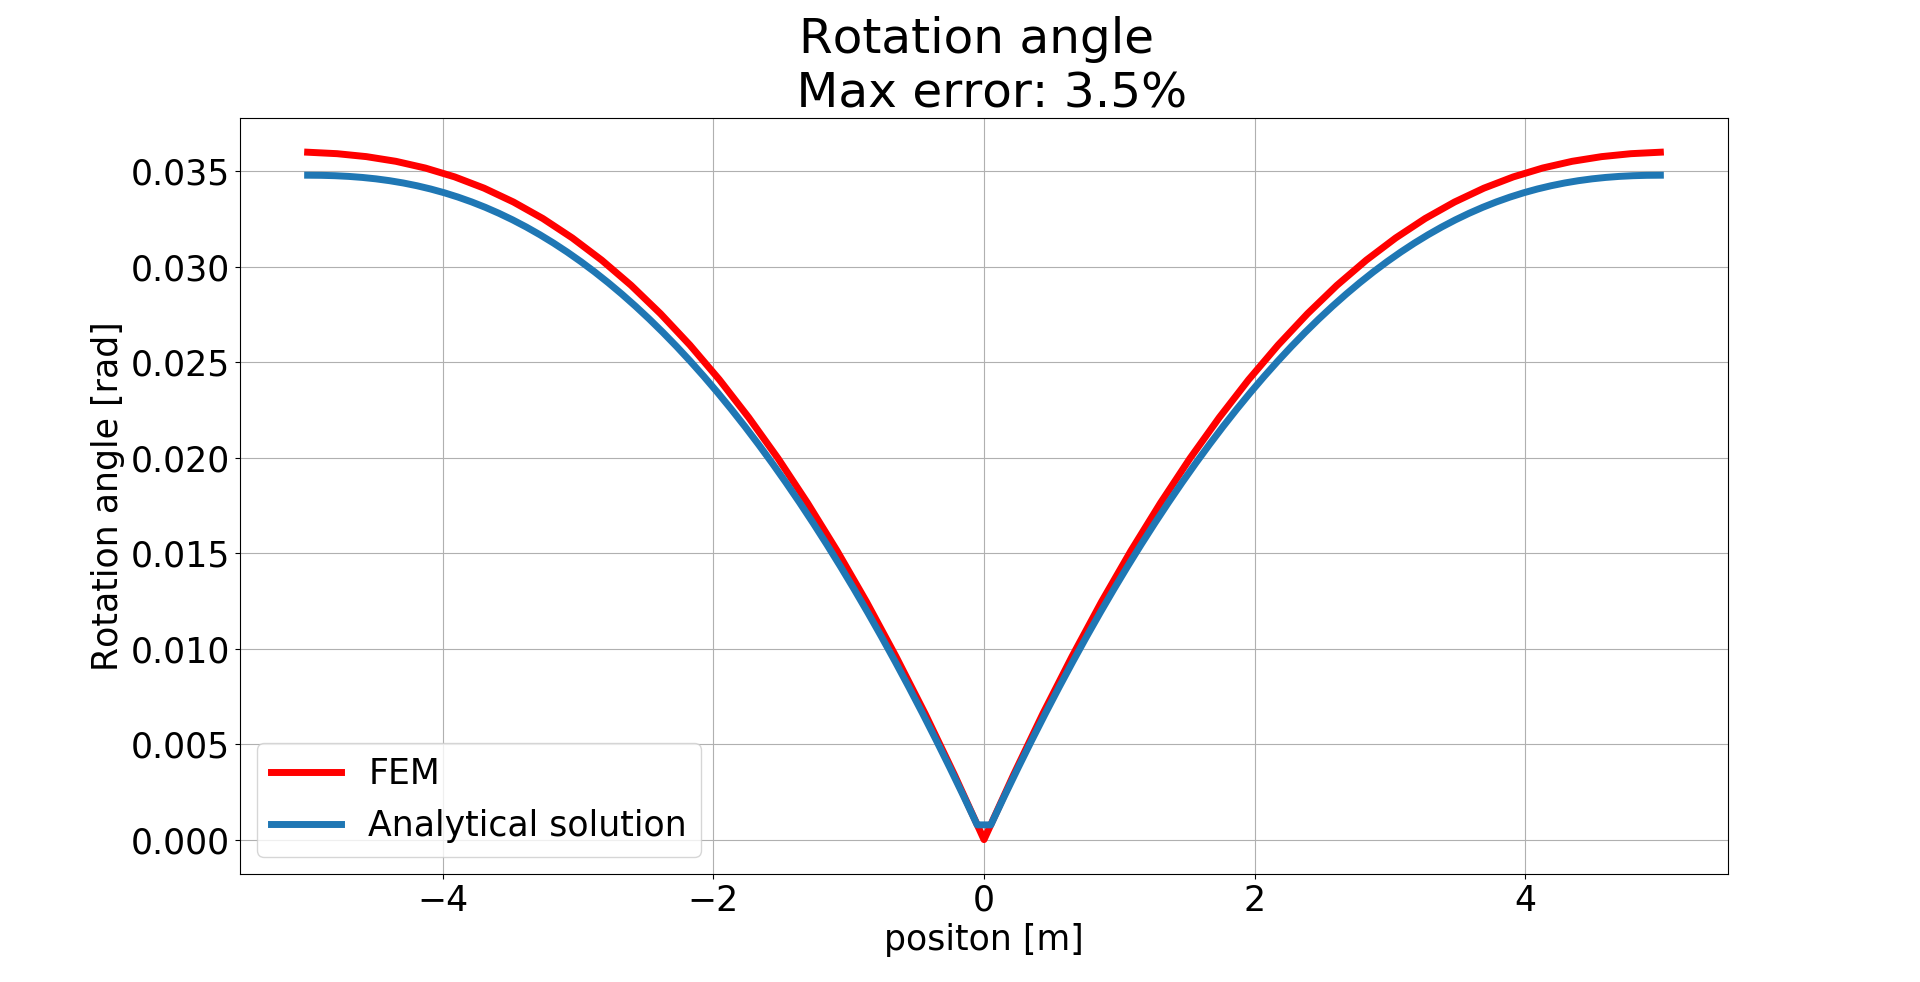 Rotation angle
Max error: 3.5%
Rotation angle [rad]
0.035
0.030
0.025
0.020
0.015
0.010
0.005
0.000
FEM
Analytical solution
−4
−2
0
2
4
positon [m]